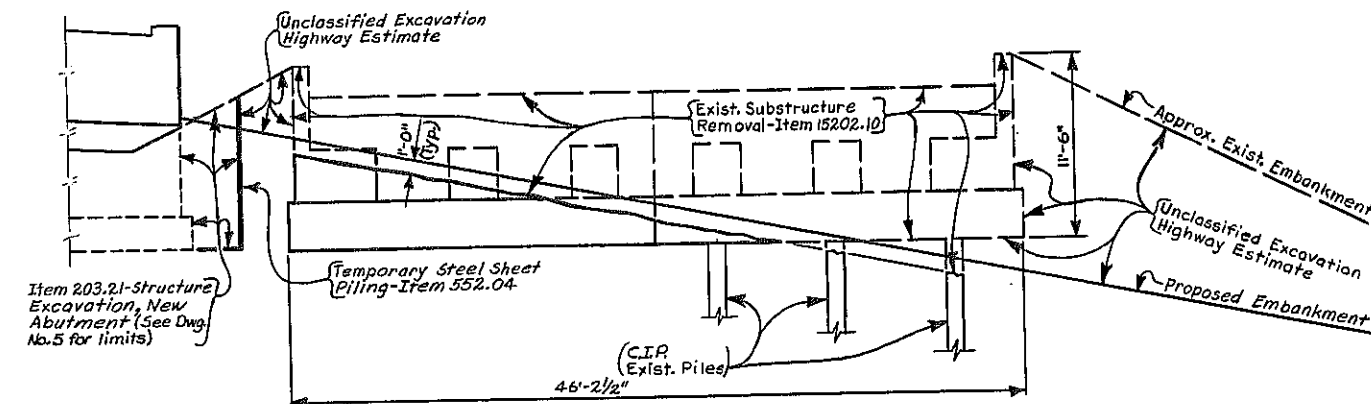 Unclassified Excavation
Highway Estimate
Exist. Substructure
Removal-Item 15202.10
1'-0"
(Typ.)
11'-6"
Approx. Exist. Embankment
Unclassified Excavation
Highway Estimate
Proposed Embankment
Temporary Steel Sheet
Piling-Item 552.04
Item 203.21-Structure
Excavation, New
Abutment (See Dwg.
No.5 for limits)
C.I.P.
Exist. Piles
46'-2½"